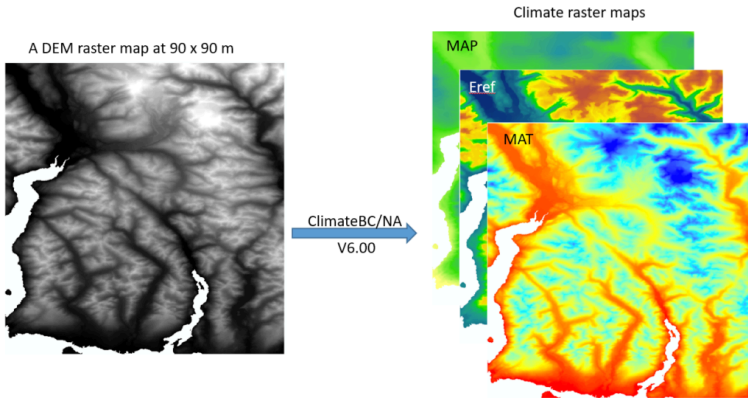 Climate raster maps
A DEM raster map at 90 x 90 m
MAP
Eref
MAT
ClimateBC/NA
V6.00